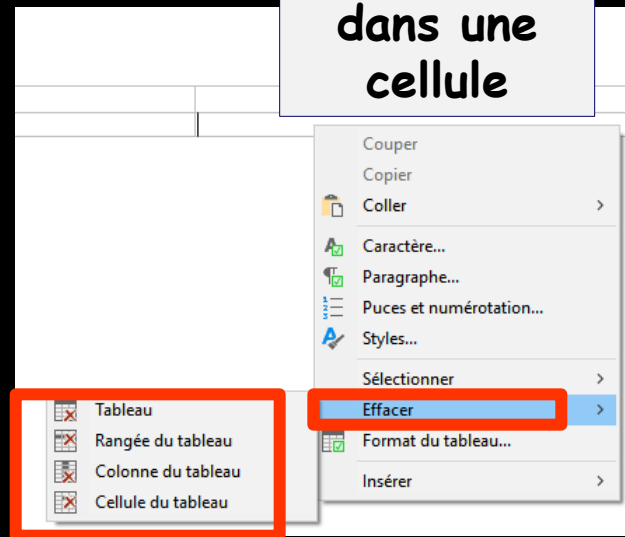 dans une
cellule
Couper
Copier
Coller
Caractère...
Paragraphe...
Puces et numérotation...
Styles...
Sélectionner
Effacer
Format du tableau...
Insérer
Tableau
Rangée du tableau
Colonne du tableau
Cellule du tableau